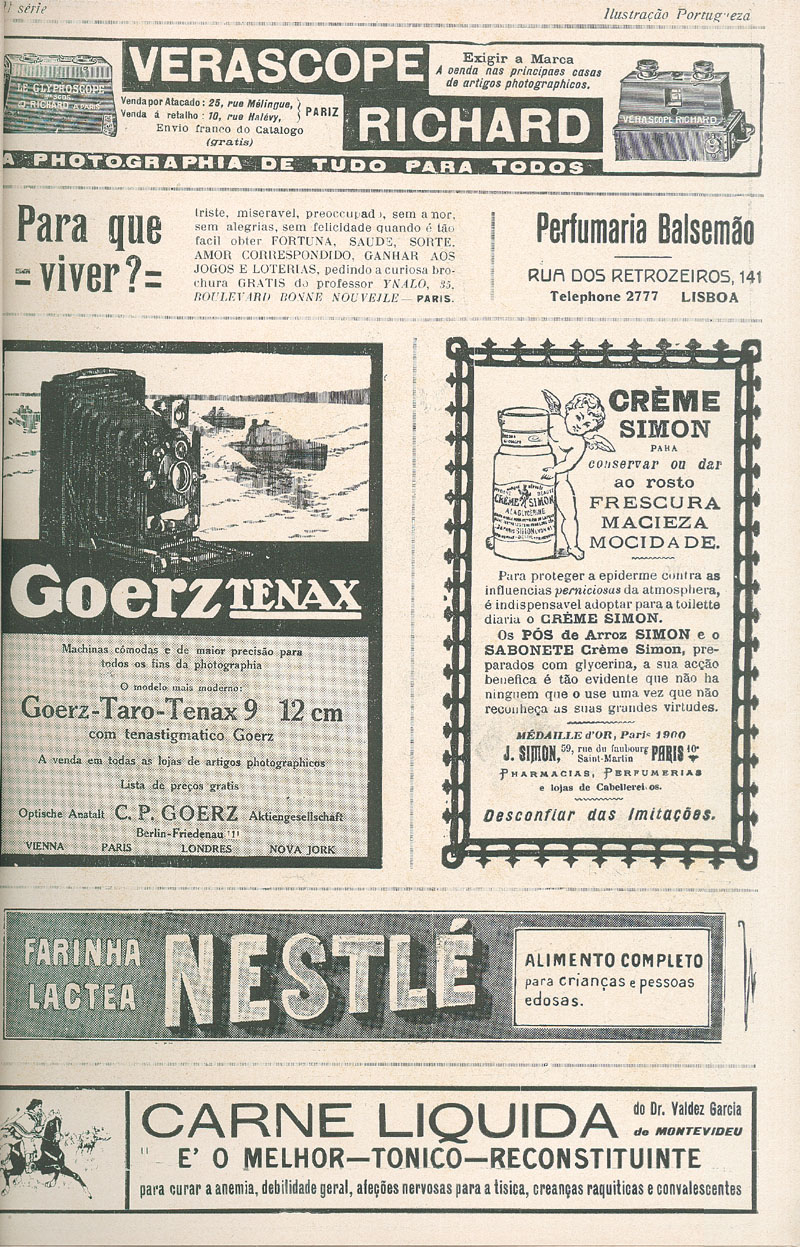 série
Ilustração Portugueza
LE GLYPHOSCOPE
RICHARD A PARIS
VERASCOPE
RICHARD
Exigir a Marca
A venda nas principaes casas
de artigos photographicos.
Venda por Atacado: 25, rue Mélingue,
Venda á retalho: 10, rue Halévy,
PARIZ
Envio franco do Catalogo
(gratis)
VERASCOPE RICHARD
A PHOTOGRAPHIA DE TUDO PARA TODOS
Para que
= viver?=
triste, miseravel, preoccupado, sem amor,
sem alegrias, sem felicidade quando é tão
facil obter FORTUNA, SAUDE, SORTE,
AMOR CORRESPONDIDO, GANHAR AOS
JOGOS E LOTERIAS, pedindo a curiosa bro-
chura GRATIS do professor YNALO, 35,
BOULEVARD BONNE NOUVELLE—PARIS.
Perfumaria Balsemão
RUA DOS RETROZEIROS, 141
Telephone 2777 LISBOA
Goerz TENAX
Machinas cómodas e de maior precisão para
todos os fins da photographia
O modelo mais moderno:
Goerz-Taro-Tenax 9 12 cm
com tenastigmatico Goerz
A venda em todas as lojas de artigos photographicos
Lista de preços gratis
Optische Anstalt C. P. GOERZ Aktiengesellschaft
Berlin-Friedenau
VIENNA PARIS LONDRES NOVA JORK
CRÈME SIMON
A LA GLYCERINE
CRÈME
SIMON
PARA
conservar ou dar
ao rosto
FRESCURA
MACIEZA
MOCIDADE.
Para proteger a epiderme contra as
influencias perniciosas da atmosphera,
é indispensavel adoptar para a toilette
diaria o CRÈME SIMON.
Os PÓS de Arroz SIMON e o
SABONETE Crème Simon, pre-
parados com glycerina, a sua acção
benefica é tão evidente que não ha
ninguem que o use uma vez que não
reconheça as suas grandes virtudes.
MÉDAILLE d'OR, Paris 1900
J. SIMON, 59, rue du faubourg Saint-Martin PARIS 10e
PHARMACIAS, PERFUMERIAS
e lojas de Cabellereiros.
Desconfiar das Imitações.
FARINHA
LACTEA
NESTLÉ
ALIMENTO COMPLETO
para crianças e pessoas
edosas.
CARNE LIQUIDA
do Dr. Valdez Garcia
de MONTEVIDEU
E' O MELHOR—TONICO—RECONSTITUINTE
para curar a anemia, debilidade geral, afeções nervosas para a tisica, creanças raquiticas e convalescentes